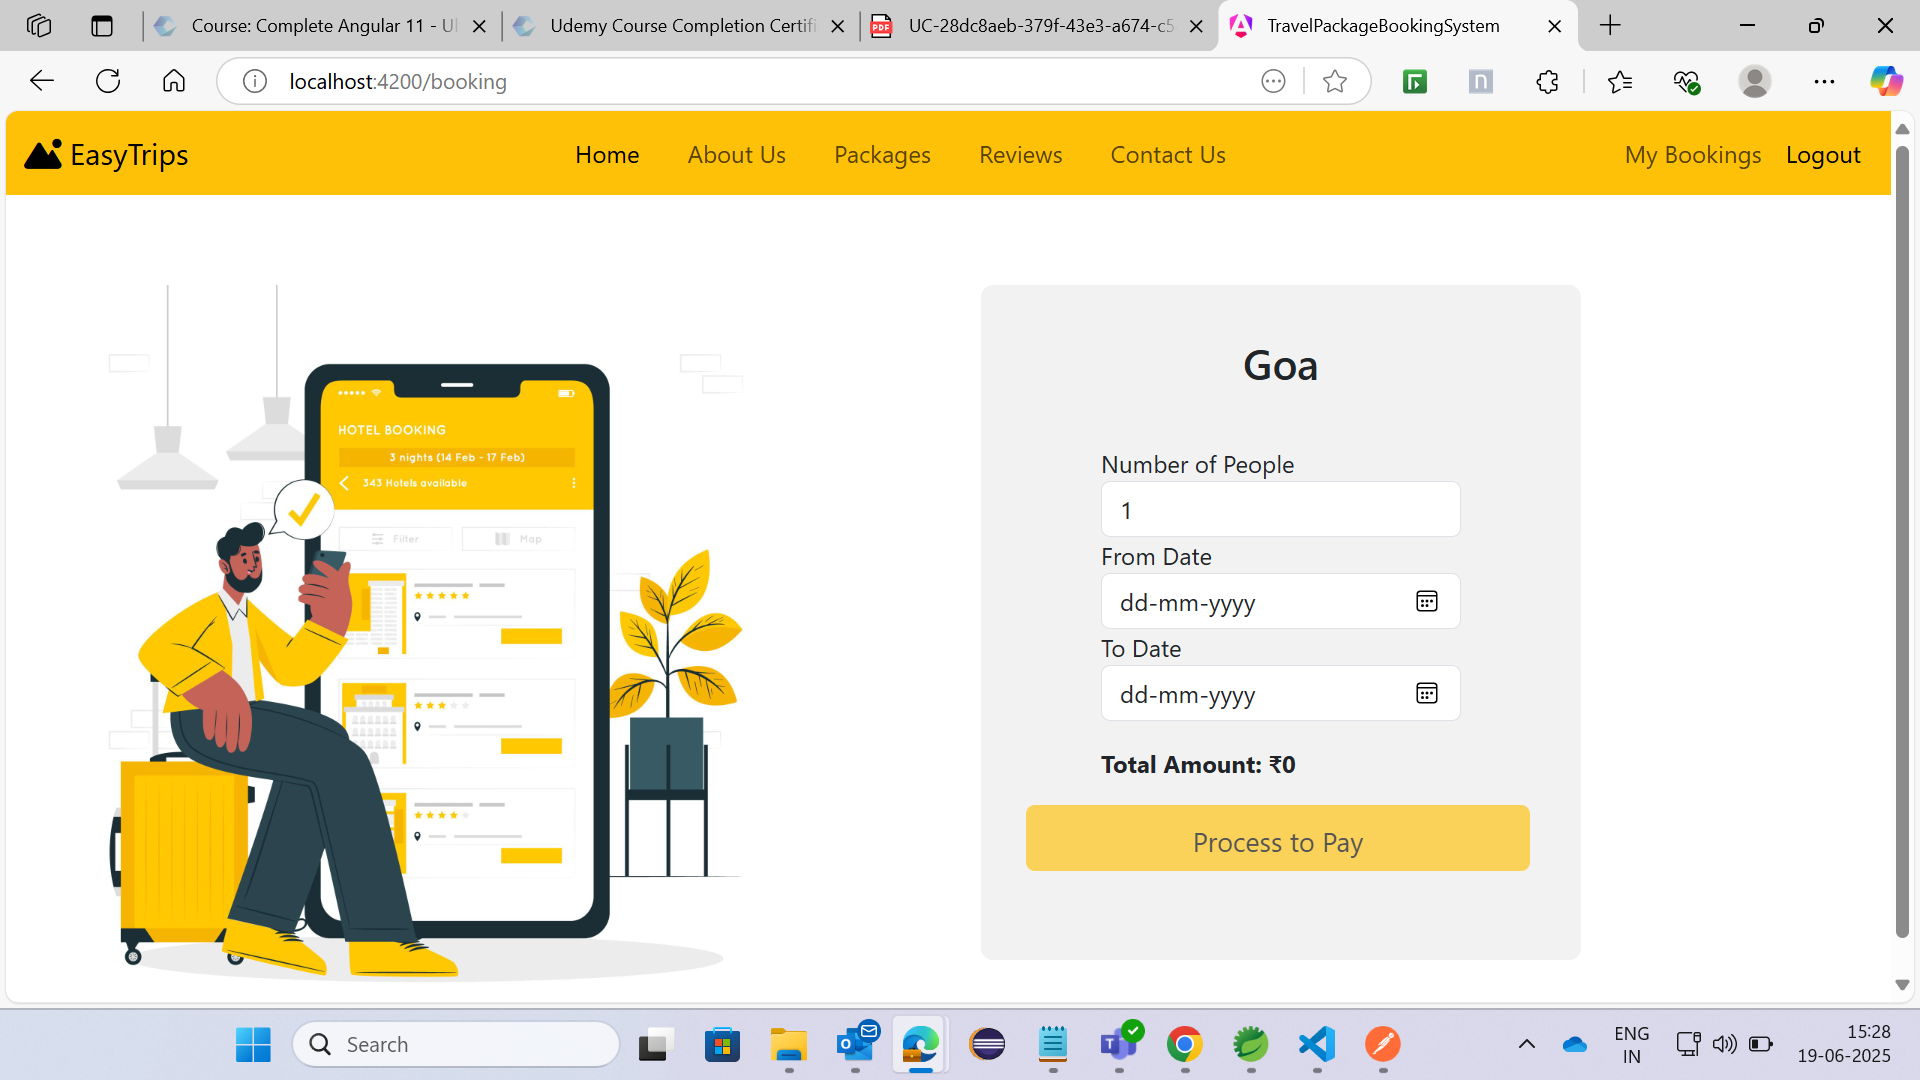 Course: Complete Angular 11 - Ul
Udemy Course Completion Certifi
PDF
UC-28dc8aeb-379f-43e3-a674-c5
TravelPackageBookingSystem
localhost:4200/booking
EasyTrips
Home
About Us
Packages
Reviews
Contact Us
My Bookings
Logout
HOTEL BOOKING
3 nights (14 Feb - 17 Feb)
343 Hotels available
Filter
Map
Goa
Number of People
1
From Date
dd-mm-yyyy
To Date
dd-mm-yyyy
Total Amount: ₹0
Process to Pay
Search
ENG
IN
15:28
19-06-2025